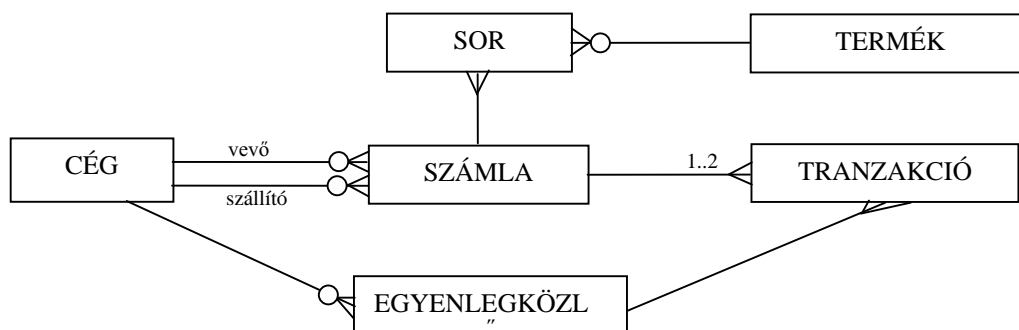 SOR
TERMÉK
CÉG
vevő
szállító
SZÁMLA
1..2
TRANZAKCIÓ
EGYENLEGKÖZL